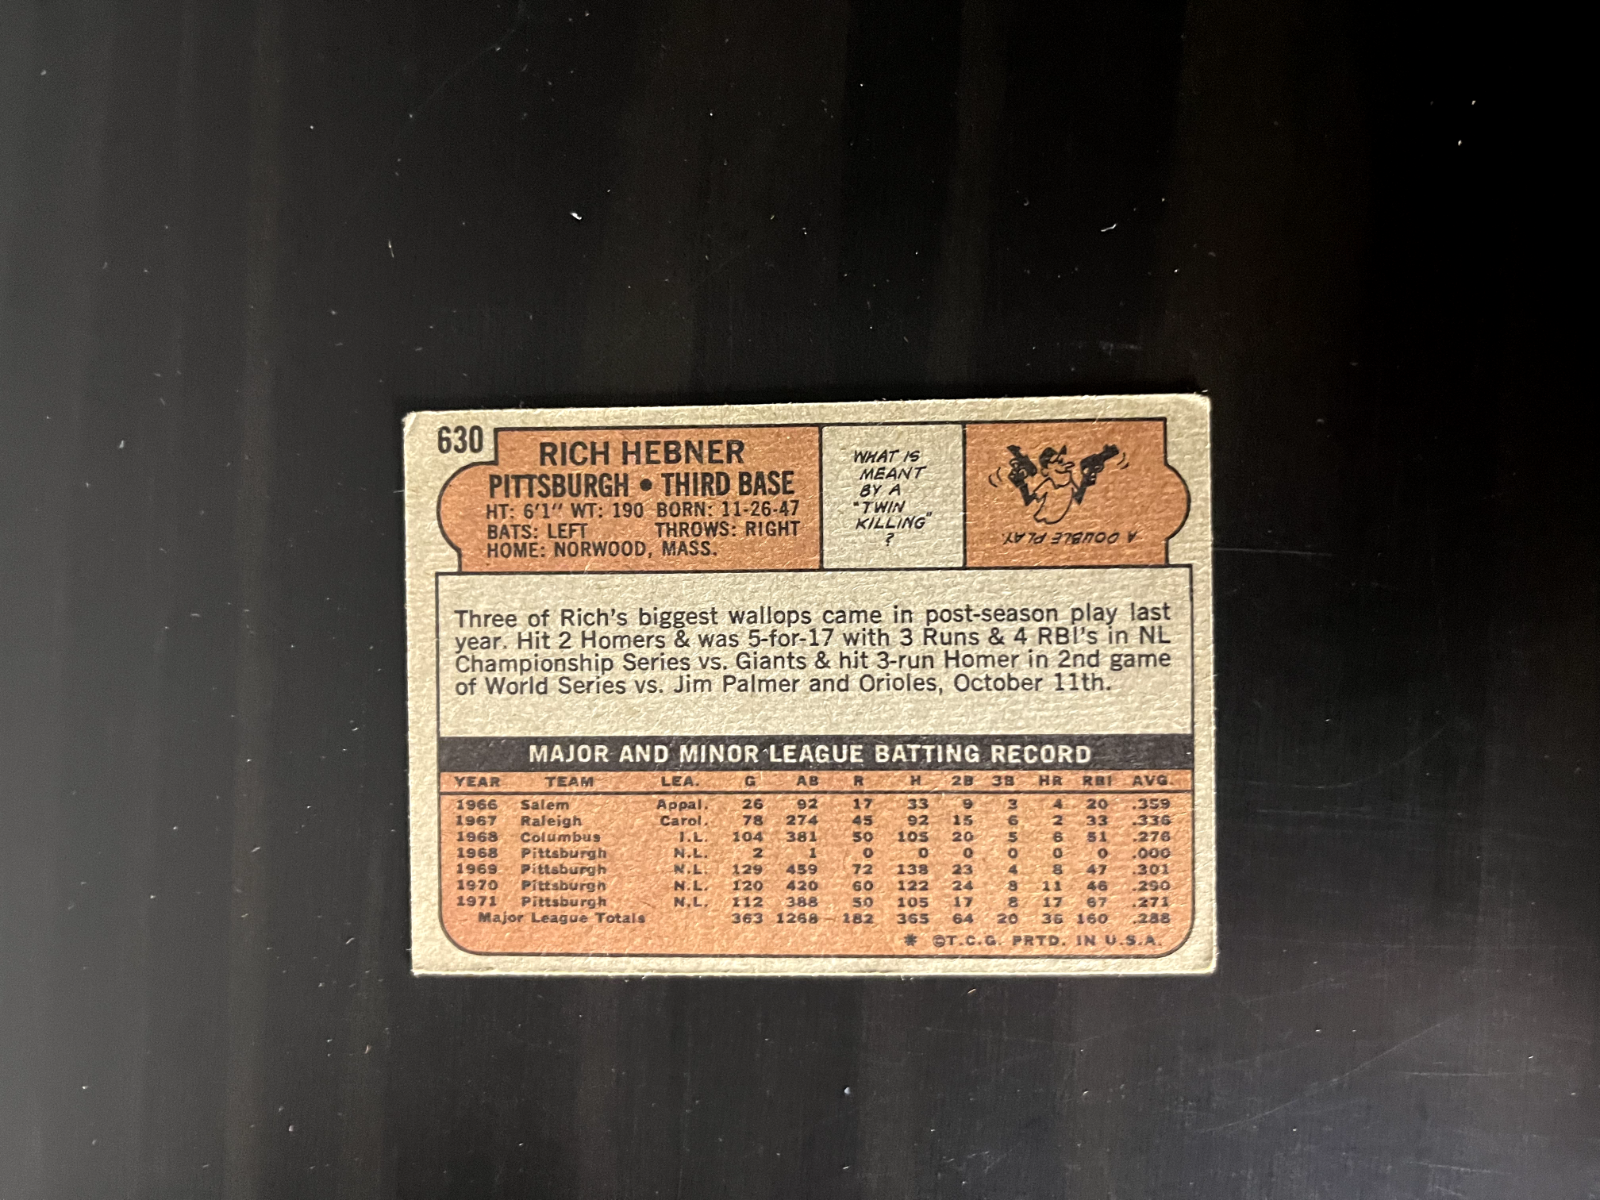 630
RICH HEBNER
PITTSBURGH • THIRD BASE
HT: 6'1" WT: 190 BORN: 11-26-47
BATS: LEFT THROWS: RIGHT
HOME: NORWOOD, MASS.
WHAT IS
MEANT
BY A
"TWIN
KILLING"
?
A DOUBLE PLAY.
Three of Rich's biggest wallops came in post-season play last
year. Hit 2 Homers & was 5-for-17 with 3 Runs & 4 RBI's in NL
Championship Series vs. Giants & hit 3-run Homer in 2nd game
of World Series vs. Jim Palmer and Orioles, October 11th.
MAJOR AND MINOR LEAGUE BATTING RECORD
YEAR TEAM LEA. G AB R H 2B 3B HR RBI AVG.
1966 Salem Appal. 26 92 17 33 9 3 4 20 .359
1967 Raleigh Carol. 78 274 45 92 15 6 2 33 .336
1968 Columbus I.L. 104 381 50 105 20 5 6 51 .276
1968 Pittsburgh N.L. 2 1 0 0 0 0 0 0 .000
1969 Pittsburgh N.L. 129 459 72 138 23 4 8 47 .301
1970 Pittsburgh N.L. 120 420 60 122 24 8 11 46 .290
1971 Pittsburgh N.L. 112 388 50 105 17 8 17 67 .271
Major League Totals 363 1268 182 365 64 20 36 160 .288
* ©T.C.G. PRTD. IN U.S.A.